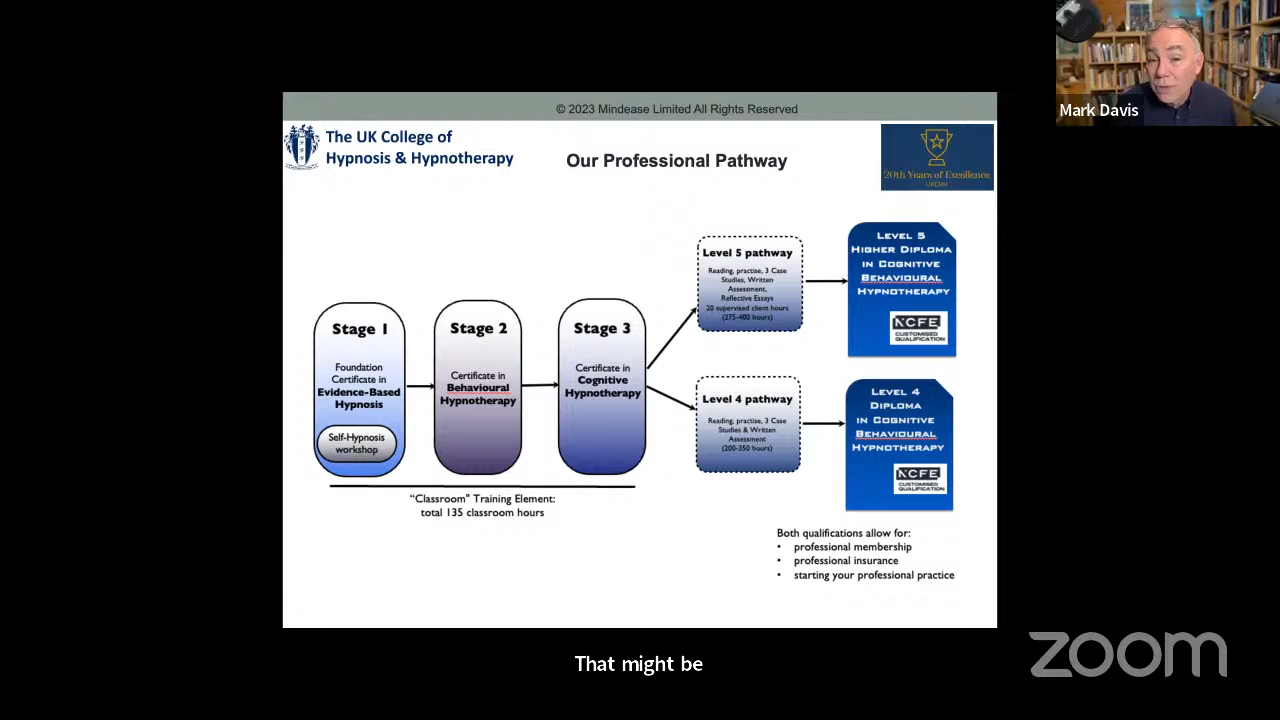 Mark Davis
© 2023 Mindease Limited All Rights Reserved
The UK College of
Hypnosis & Hypnotherapy
Our Professional Pathway
20th Years of Excellence
UKCHH
Stage 1
Foundation
Certificate in
Evidence-Based
Hypnosis
Self-Hypnosis
workshop
Stage 2
Certificate in
Behavioural
Hypnotherapy
Stage 3
Certificate in
Cognitive
Hypnotherapy
"Classroom" Training Element:
total 135 classroom hours
Level 5 pathway
Reading, practise, 3 Case
Studies, Written
Assessment,
Reflective Essays
20 supervised client hours
(275-400 hours)
Level 5
Higher Diploma
in Cognitive
Behavioural
Hypnotherapy
NCFE
CUSTOMISED
QUALIFICATION
Level 4 pathway
Reading, practise, 3 Case
Studies & Written
Assessment
(200-350 hours)
Level 4
Diploma
in Cognitive
Behavioural
Hypnotherapy
NCFE
CUSTOMISED
QUALIFICATION
Both qualifications allow for:
• professional membership
• professional insurance
• starting your professional practice
That might be
zoom